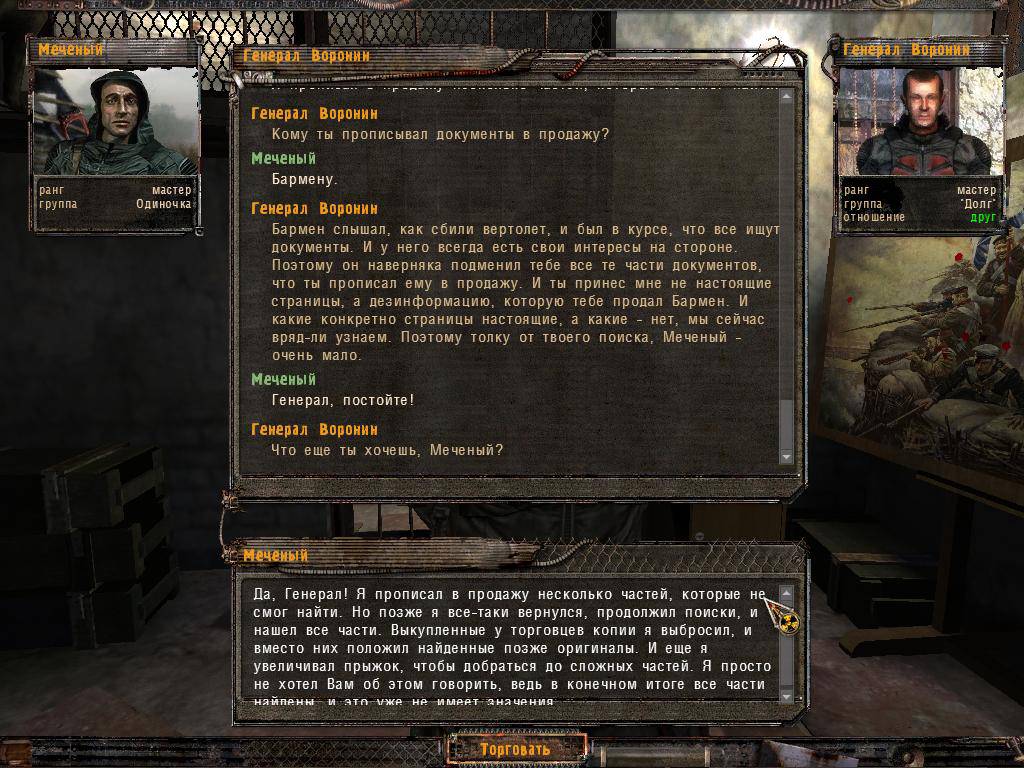 Меченый
ранг мастер
группа Одиночка
Генерал Воронин
Генерал Воронин
Кому ты прописывал документы в продажу?
Меченый
Бармену.
Генерал Воронин
Бармен слышал, как сбили вертолет, и был в курсе, что все ищут
документы. И у него всегда есть свои интересы на стороне.
Поэтому он наверняка подменил тебе все те части документов,
что ты прописал ему в продажу. И ты принес мне не настоящие
страницы, а дезинформацию, которую тебе продал Бармен. И
какие конкретно страницы настоящие, а какие - нет, мы сейчас
вряд-ли узнаем. Поэтому толку от твоего поиска, Меченый -
очень мало.
Меченый
Генерал, постойте!
Генерал Воронин
Что еще ты хочешь, Меченый?
Генерал Воронин
ранг мастер
группа "Долг"
отношение друг
Меченый
Да, Генерал! Я прописал в продажу несколько частей, которые не
смог найти. Но позже я все-таки вернулся, продолжил поиски, и
нашел все части. Выкупленные у торговцев копии я выбросил, и
вместо них положил найденные позже оригиналы. И еще я
увеличивал прыжок, чтобы добраться до сложных частей. Я просто
не хотел Вам об этом говорить, ведь в конечном итоге все части
найдены, и это уже не имеет значения
Торговать